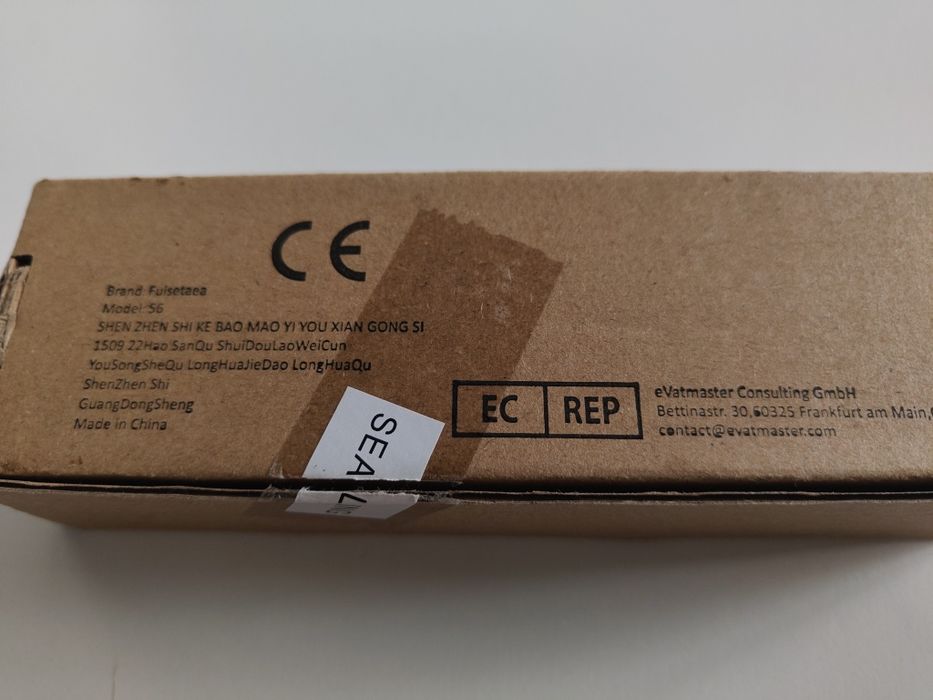 CE
Brand: Fulsetaea
Model: S6
SHEN ZHEN SHI KE BAO MAO YI YOU XIAN GONG SI
1509 22Hao SanQu ShuiDouLaoWeiCun
YouSongSheQu LongHuaJieDao LongHuaQu
ShenZhen Shi
GuangDongSheng
Made in China
SEALING
EC REP
eVatmaster Consulting GmbH
Bettinastr. 30,60325 Frankfurt am Main,
contact@evatmaster.com